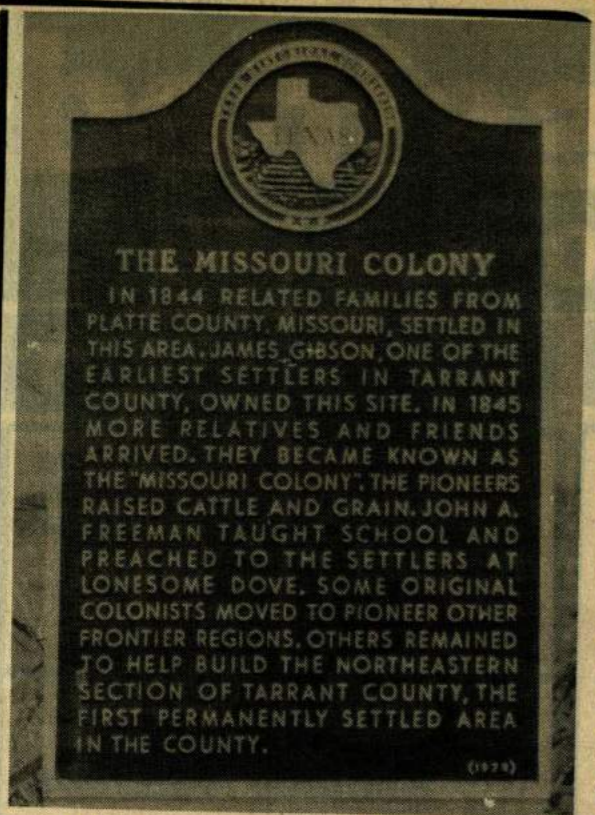 TEXAS HISTORICAL COMMISSION
TEXAS
THE MISSOURI COLONY
IN 1844 RELATED FAMILIES FROM
PLATTE COUNTY, MISSOURI, SETTLED IN
THIS AREA. JAMES GIBSON, ONE OF THE
EARLIEST SETTLERS IN TARRANT
COUNTY, OWNED THIS SITE. IN 1845
MORE RELATIVES AND FRIENDS
ARRIVED. THEY BECAME KNOWN AS
THE "MISSOURI COLONY". THE PIONEERS
RAISED CATTLE AND GRAIN. JOHN A.
FREEMAN TAUGHT SCHOOL AND
PREACHED TO THE SETTLERS AT
LONESOME DOVE. SOME ORIGINAL
COLONISTS MOVED TO PIONEER OTHER
FRONTIER REGIONS. OTHERS REMAINED
TO HELP BUILD THE NORTHEASTERN
SECTION OF TARRANT COUNTY, THE
FIRST PERMANENTLY SETTLED AREA
IN THE COUNTY.
(1979)